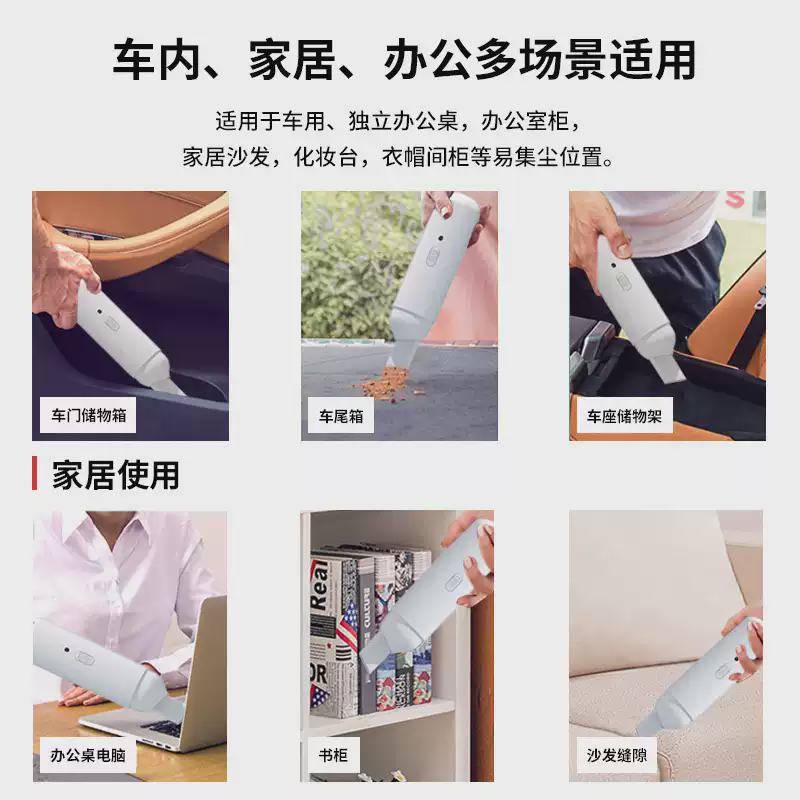 车内、家居、办公多场景适用
适用于车用、独立办公桌，办公室柜，
家居沙发，化妆台，衣帽间柜等易集尘位置。
车门储物箱
车尾箱
S
车座储物架
家居使用
Real
CULTURE
OR
办公桌电脑
书柜
沙发缝隙